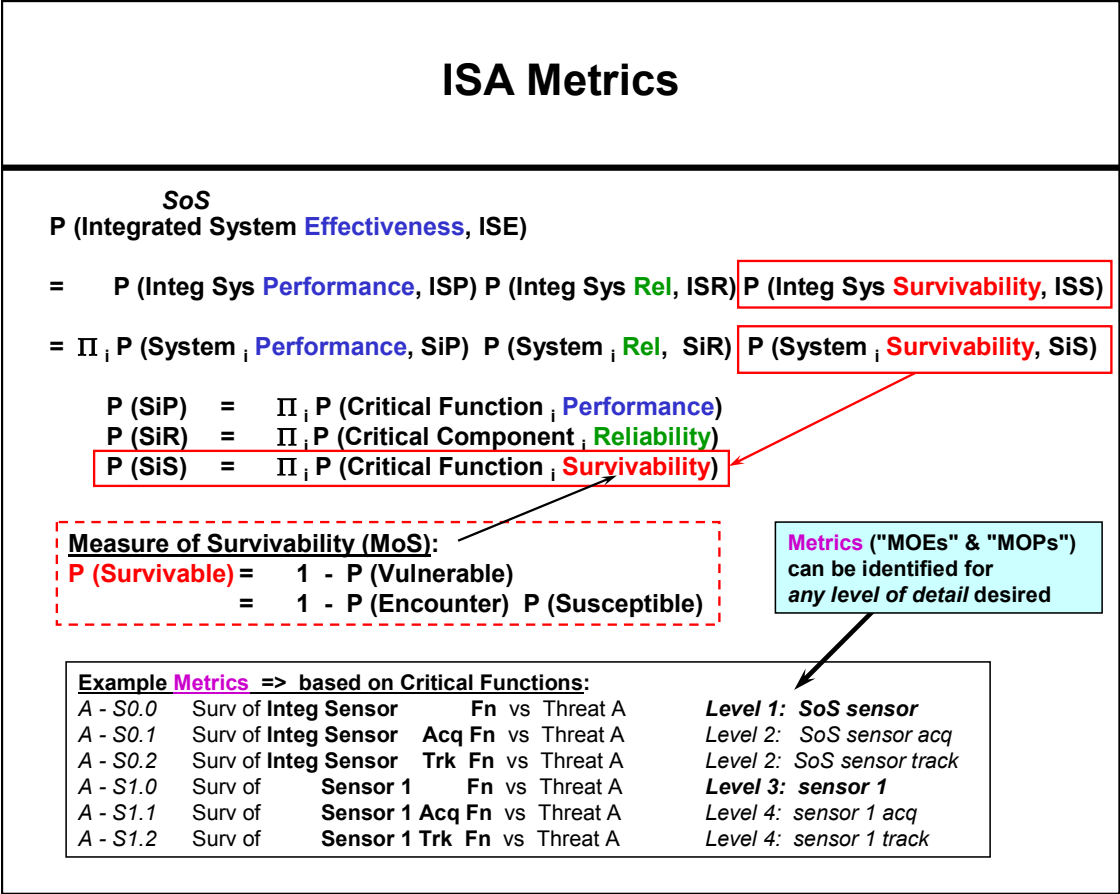 ISA Metrics
SoS
P (Integrated System Effectiveness, ISE)
= P (Integ Sys Performance, ISP) P (Integ Sys Rel, ISR) P (Integ Sys Survivability, ISS)
= Π i P (System i Performance, SiP) P (System i Rel, SiR) P (System i Survivability, SiS)
P (SiP) = Π i P (Critical Function i Performance)
P (SiR) = Π i P (Critical Component i Reliability)
P (SiS) = Π i P (Critical Function i Survivability)
Measure of Survivability (MoS):
P (Survivable) = 1 - P (Vulnerable)
= 1 - P (Encounter) P (Susceptible)
Metrics ("MOEs" & "MOPs")
can be identified for
any level of detail desired
Example Metrics => based on Critical Functions:
A - S0.0 Surv of Integ Sensor Fn vs Threat A Level 1: SoS sensor
A - S0.1 Surv of Integ Sensor Acq Fn vs Threat A Level 2: SoS sensor acq
A - S0.2 Surv of Integ Sensor Trk Fn vs Threat A Level 2: SoS sensor track
A - S1.0 Surv of Sensor 1 Fn vs Threat A Level 3: sensor 1
A - S1.1 Surv of Sensor 1 Acq Fn vs Threat A Level 4: sensor 1 acq
A - S1.2 Surv of Sensor 1 Trk Fn vs Threat A Level 4: sensor 1 track